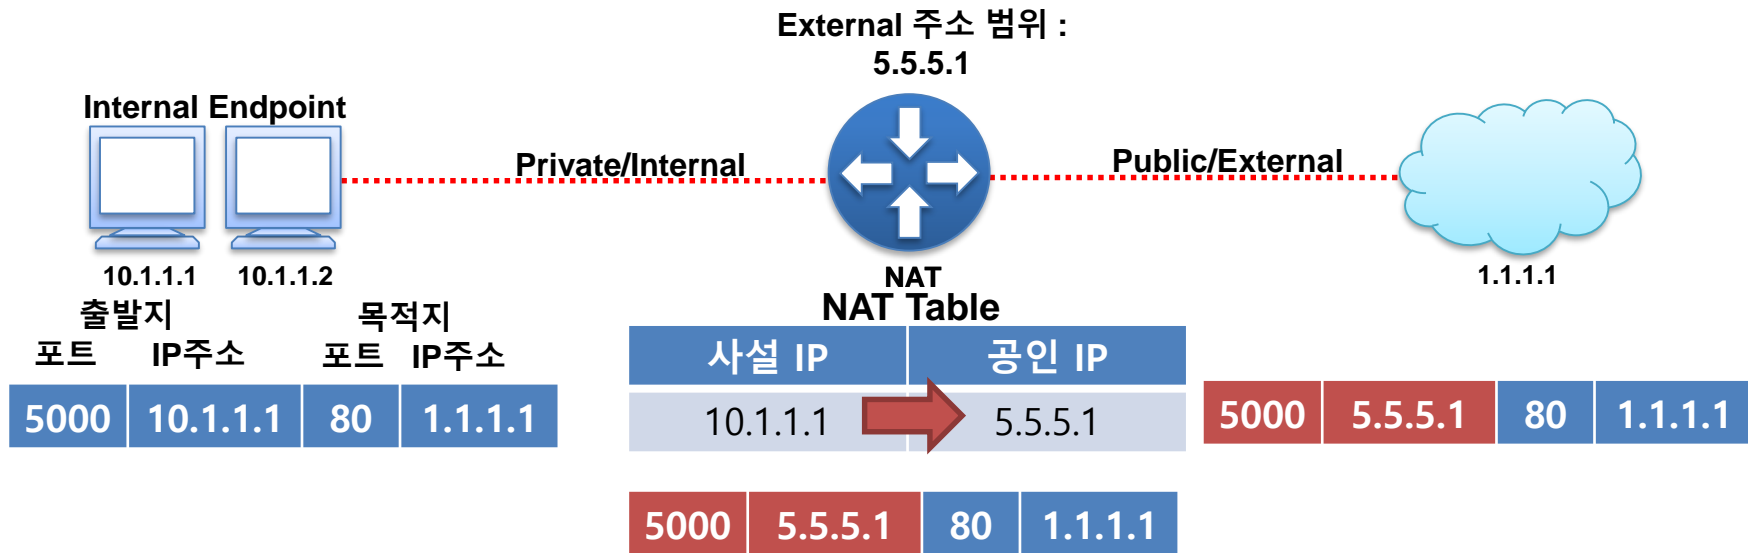 External 주소 범위 :
5.5.5.1
Internal Endpoint
Private/Internal
Public/External
10.1.1.1
10.1.1.2
NAT
1.1.1.1
출발지
목적지
포트 IP주소 포트 IP주소
5000 10.1.1.1 80 1.1.1.1
NAT Table
사설 IP 공인 IP
10.1.1.1 5.5.5.1
5000 5.5.5.1 80 1.1.1.1
5000 5.5.5.1 80 1.1.1.1